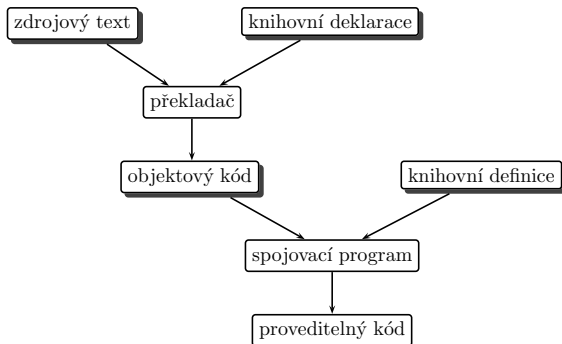 zdrojový text
knihovní deklarace
překladač
objektový kód
knihovní definice
spojovací program
proveditelný kód